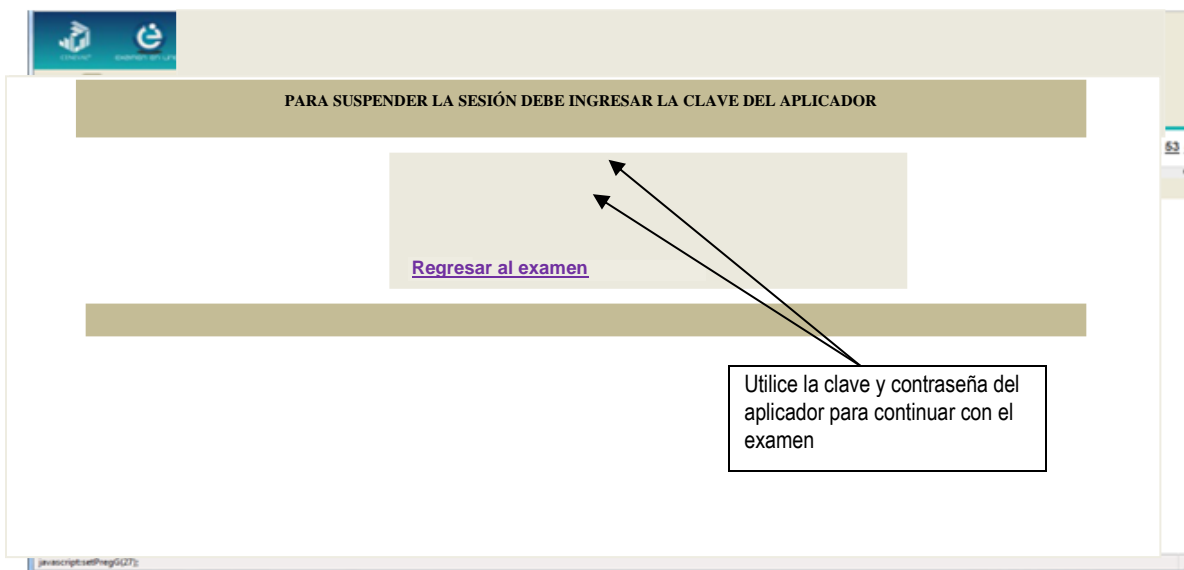 PARA SUSPENDER LA SESIÓN DEBE INGRESAR LA CLAVE DEL APLICADOR
53
Regresar al examen
Utilice la clave y contraseña del
aplicador para continuar con el
examen
javascript:setPregG(27);